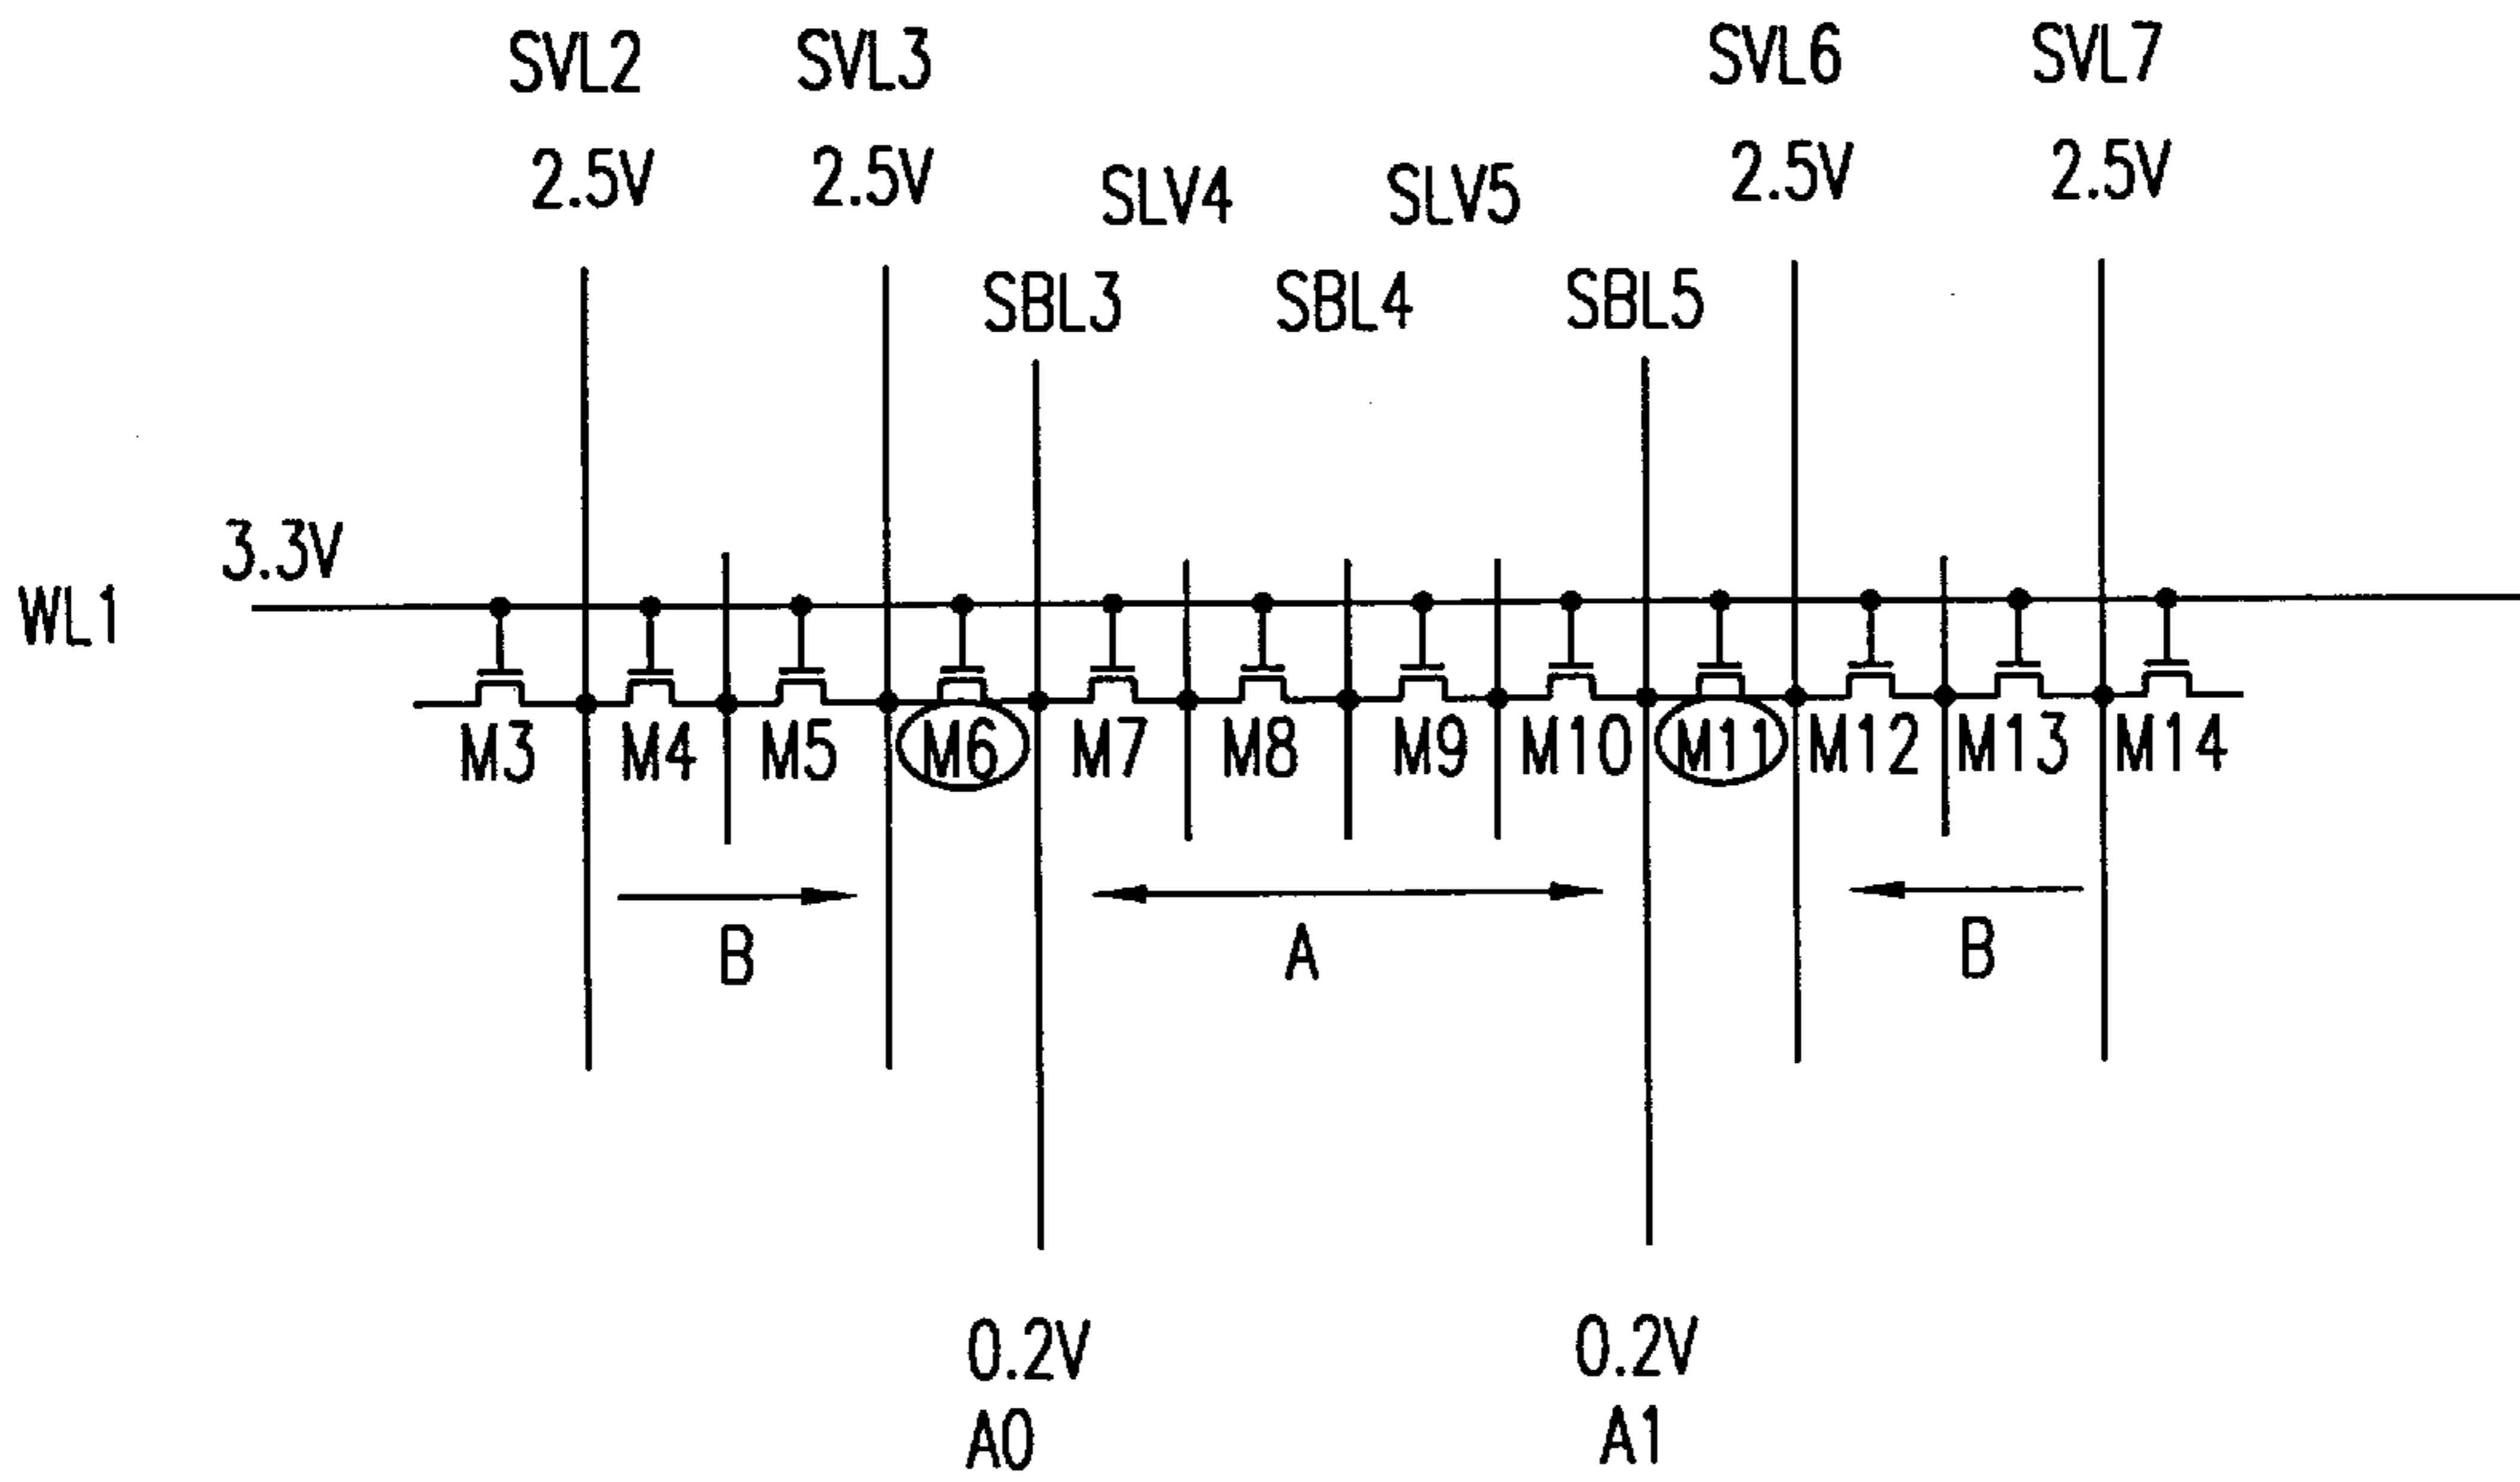 SVL2 SVL3 SVL6 SVL7
2.5V 2.5V 2.5V 2.5V
SLV4 SLV5
SBL3 SBL4 SBL5
3.3V
WL1
M3 M4 M5 M6 M7 M8 M9 M10 M11 M12 M13 M14
B A B
0.2V 0.2V
A0 A1